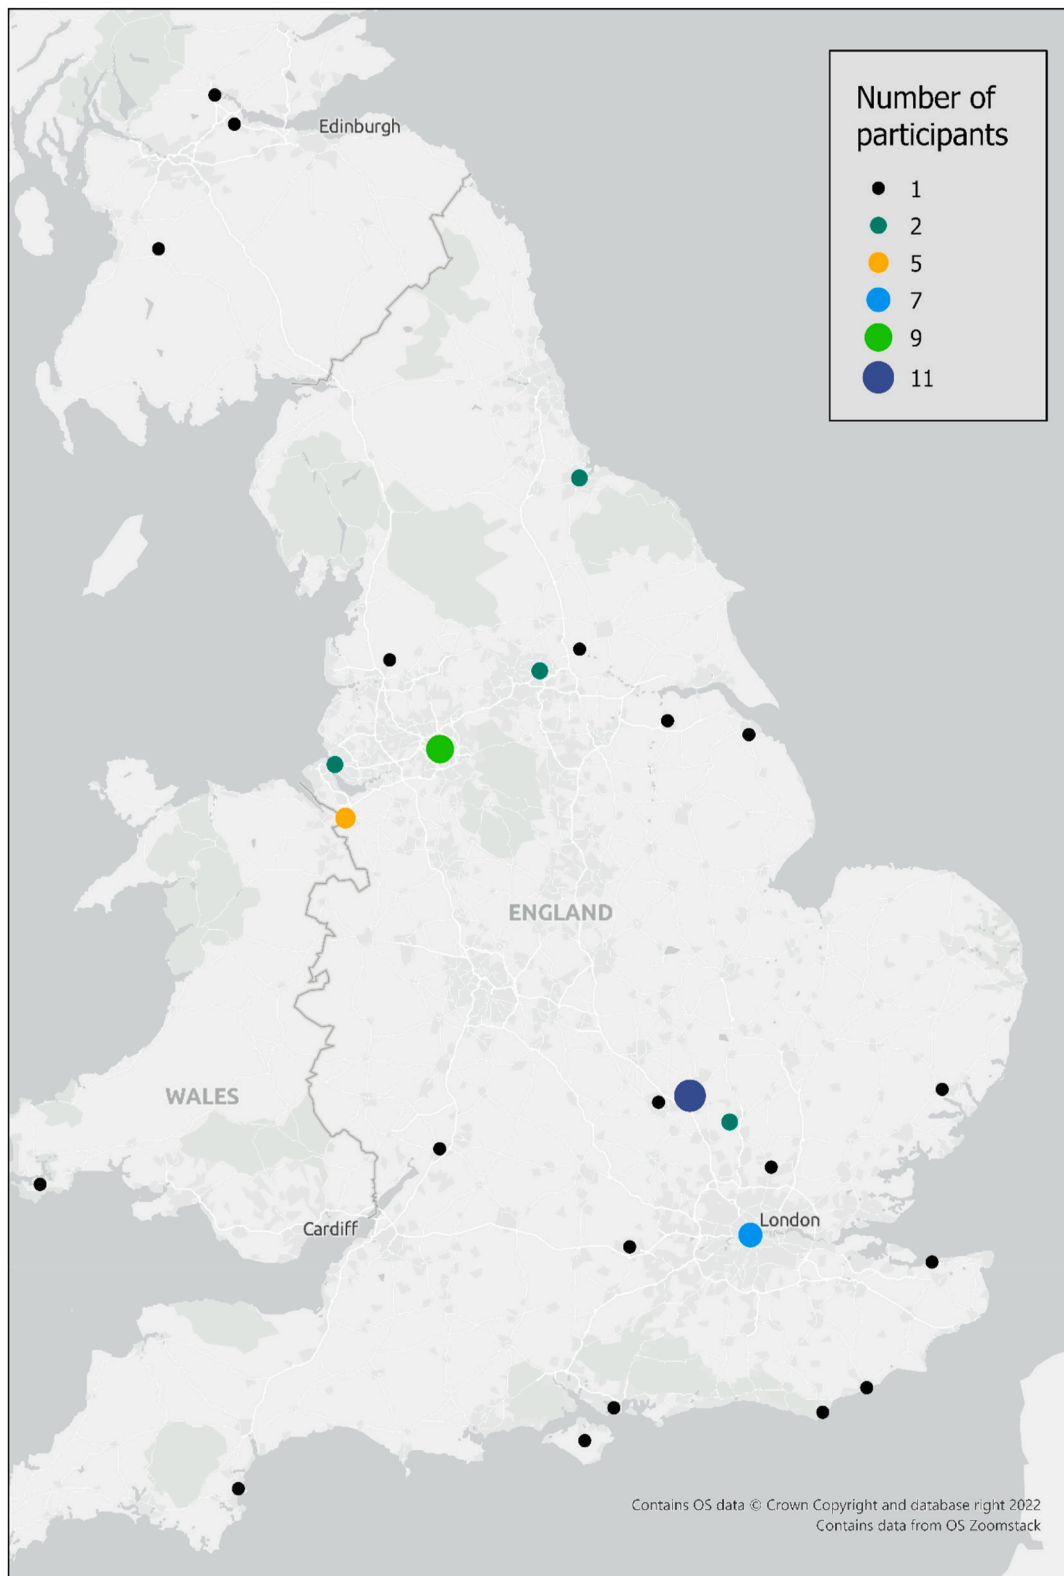 Number of
participants
1
2
5
7
9
11
Edinburgh
ENGLAND
WALES
London
Cardiff
Contains OS data © Crown Copyright and database right 2022
Contains data from OS Zoomstack